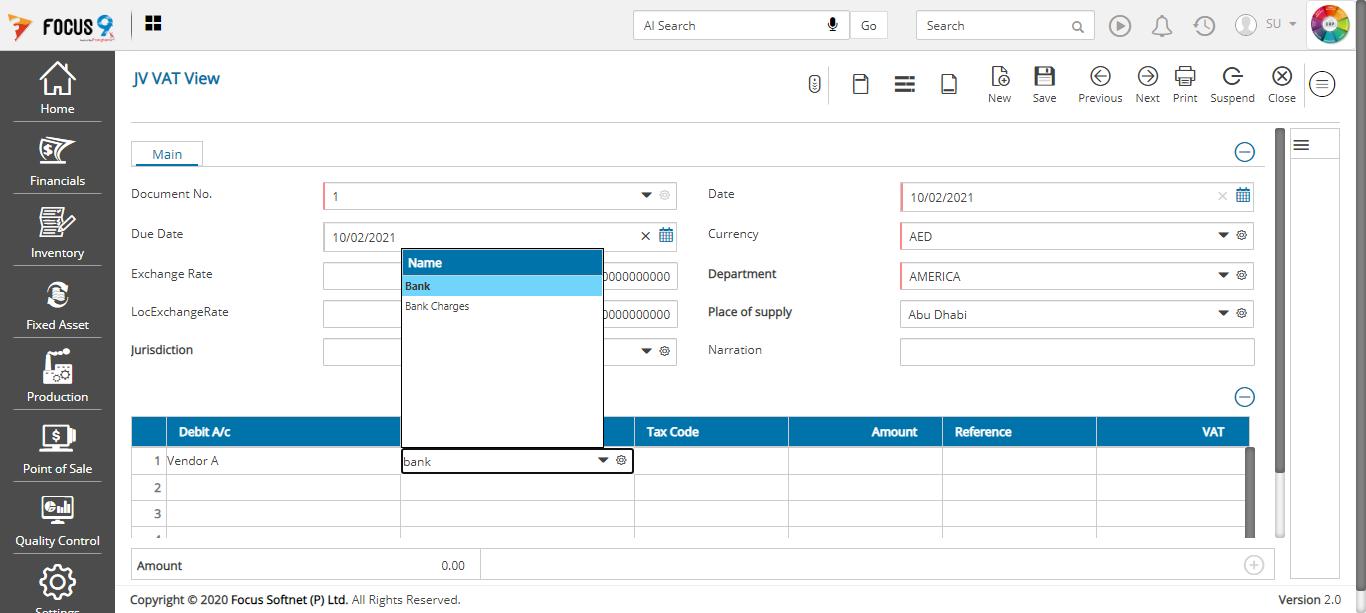 FOCUS 9
AI Search
Go
Search
SU
Home
Financials
Inventory
Fixed Asset
Production
Point of Sale
Quality Control
Settings
JV VAT View
New
Save
Previous
Next
Print
Suspend
Close
Main
Document No.
1
Date
10/02/2021
Due Date
10/02/2021
Currency
AED
Exchange Rate
0000000000
Department
AMERICA
LocExchangeRate
0000000000
Place of supply
Abu Dhabi
Jurisdiction
Narration
Name
Bank
Bank Charges
Debit A/c
Tax Code
Amount
Reference
VAT
1 Vendor A
bank
2
3
4
Amount
0.00
Copyright © 2020 Focus Softnet (P) Ltd. All Rights Reserved.
Version 2.0